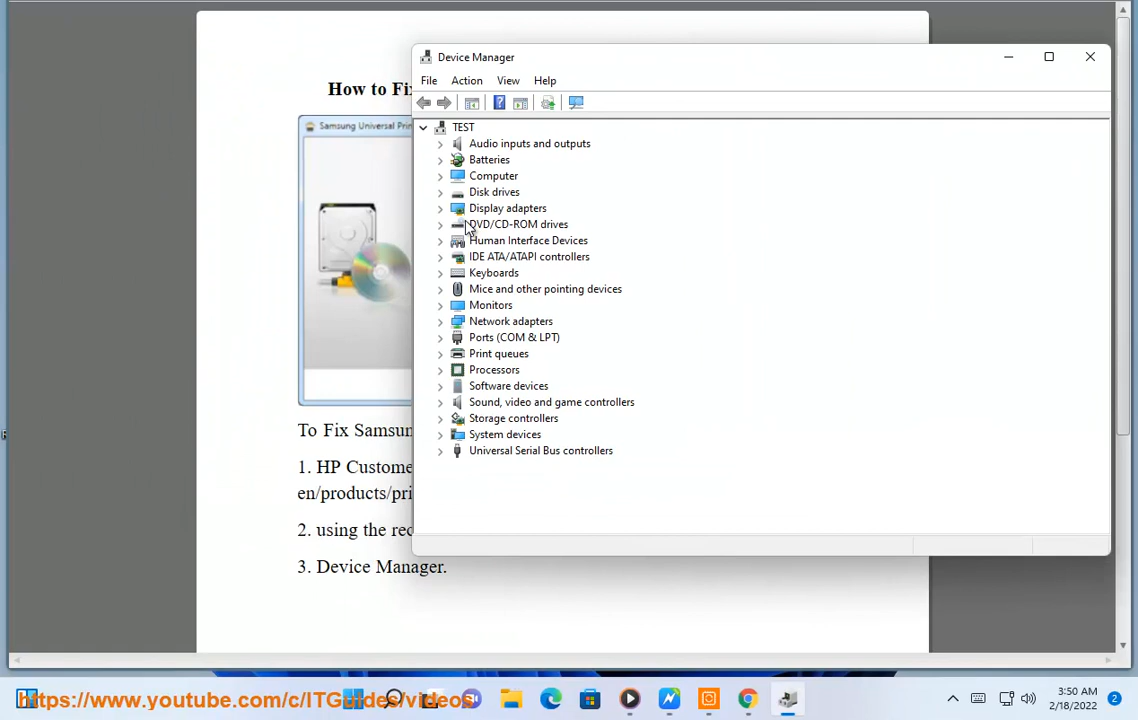 How to Fi
Samsung Universal Prin
To Fix Samsun
1. HP Custome
en/products/pri
2. using the rec
3. Device Manager.
Device Manager
File Action View Help
TEST
Audio inputs and outputs
Batteries
Computer
Disk drives
Display adapters
DVD/CD-ROM drives
Human Interface Devices
IDE ATA/ATAPI controllers
Keyboards
Mice and other pointing devices
Monitors
Network adapters
Ports (COM & LPT)
Print queues
Processors
Software devices
Sound, video and game controllers
Storage controllers
System devices
Universal Serial Bus controllers
https://www.youtube.com/c/ITGuides/videos
3:50 AM
2/18/2022
2